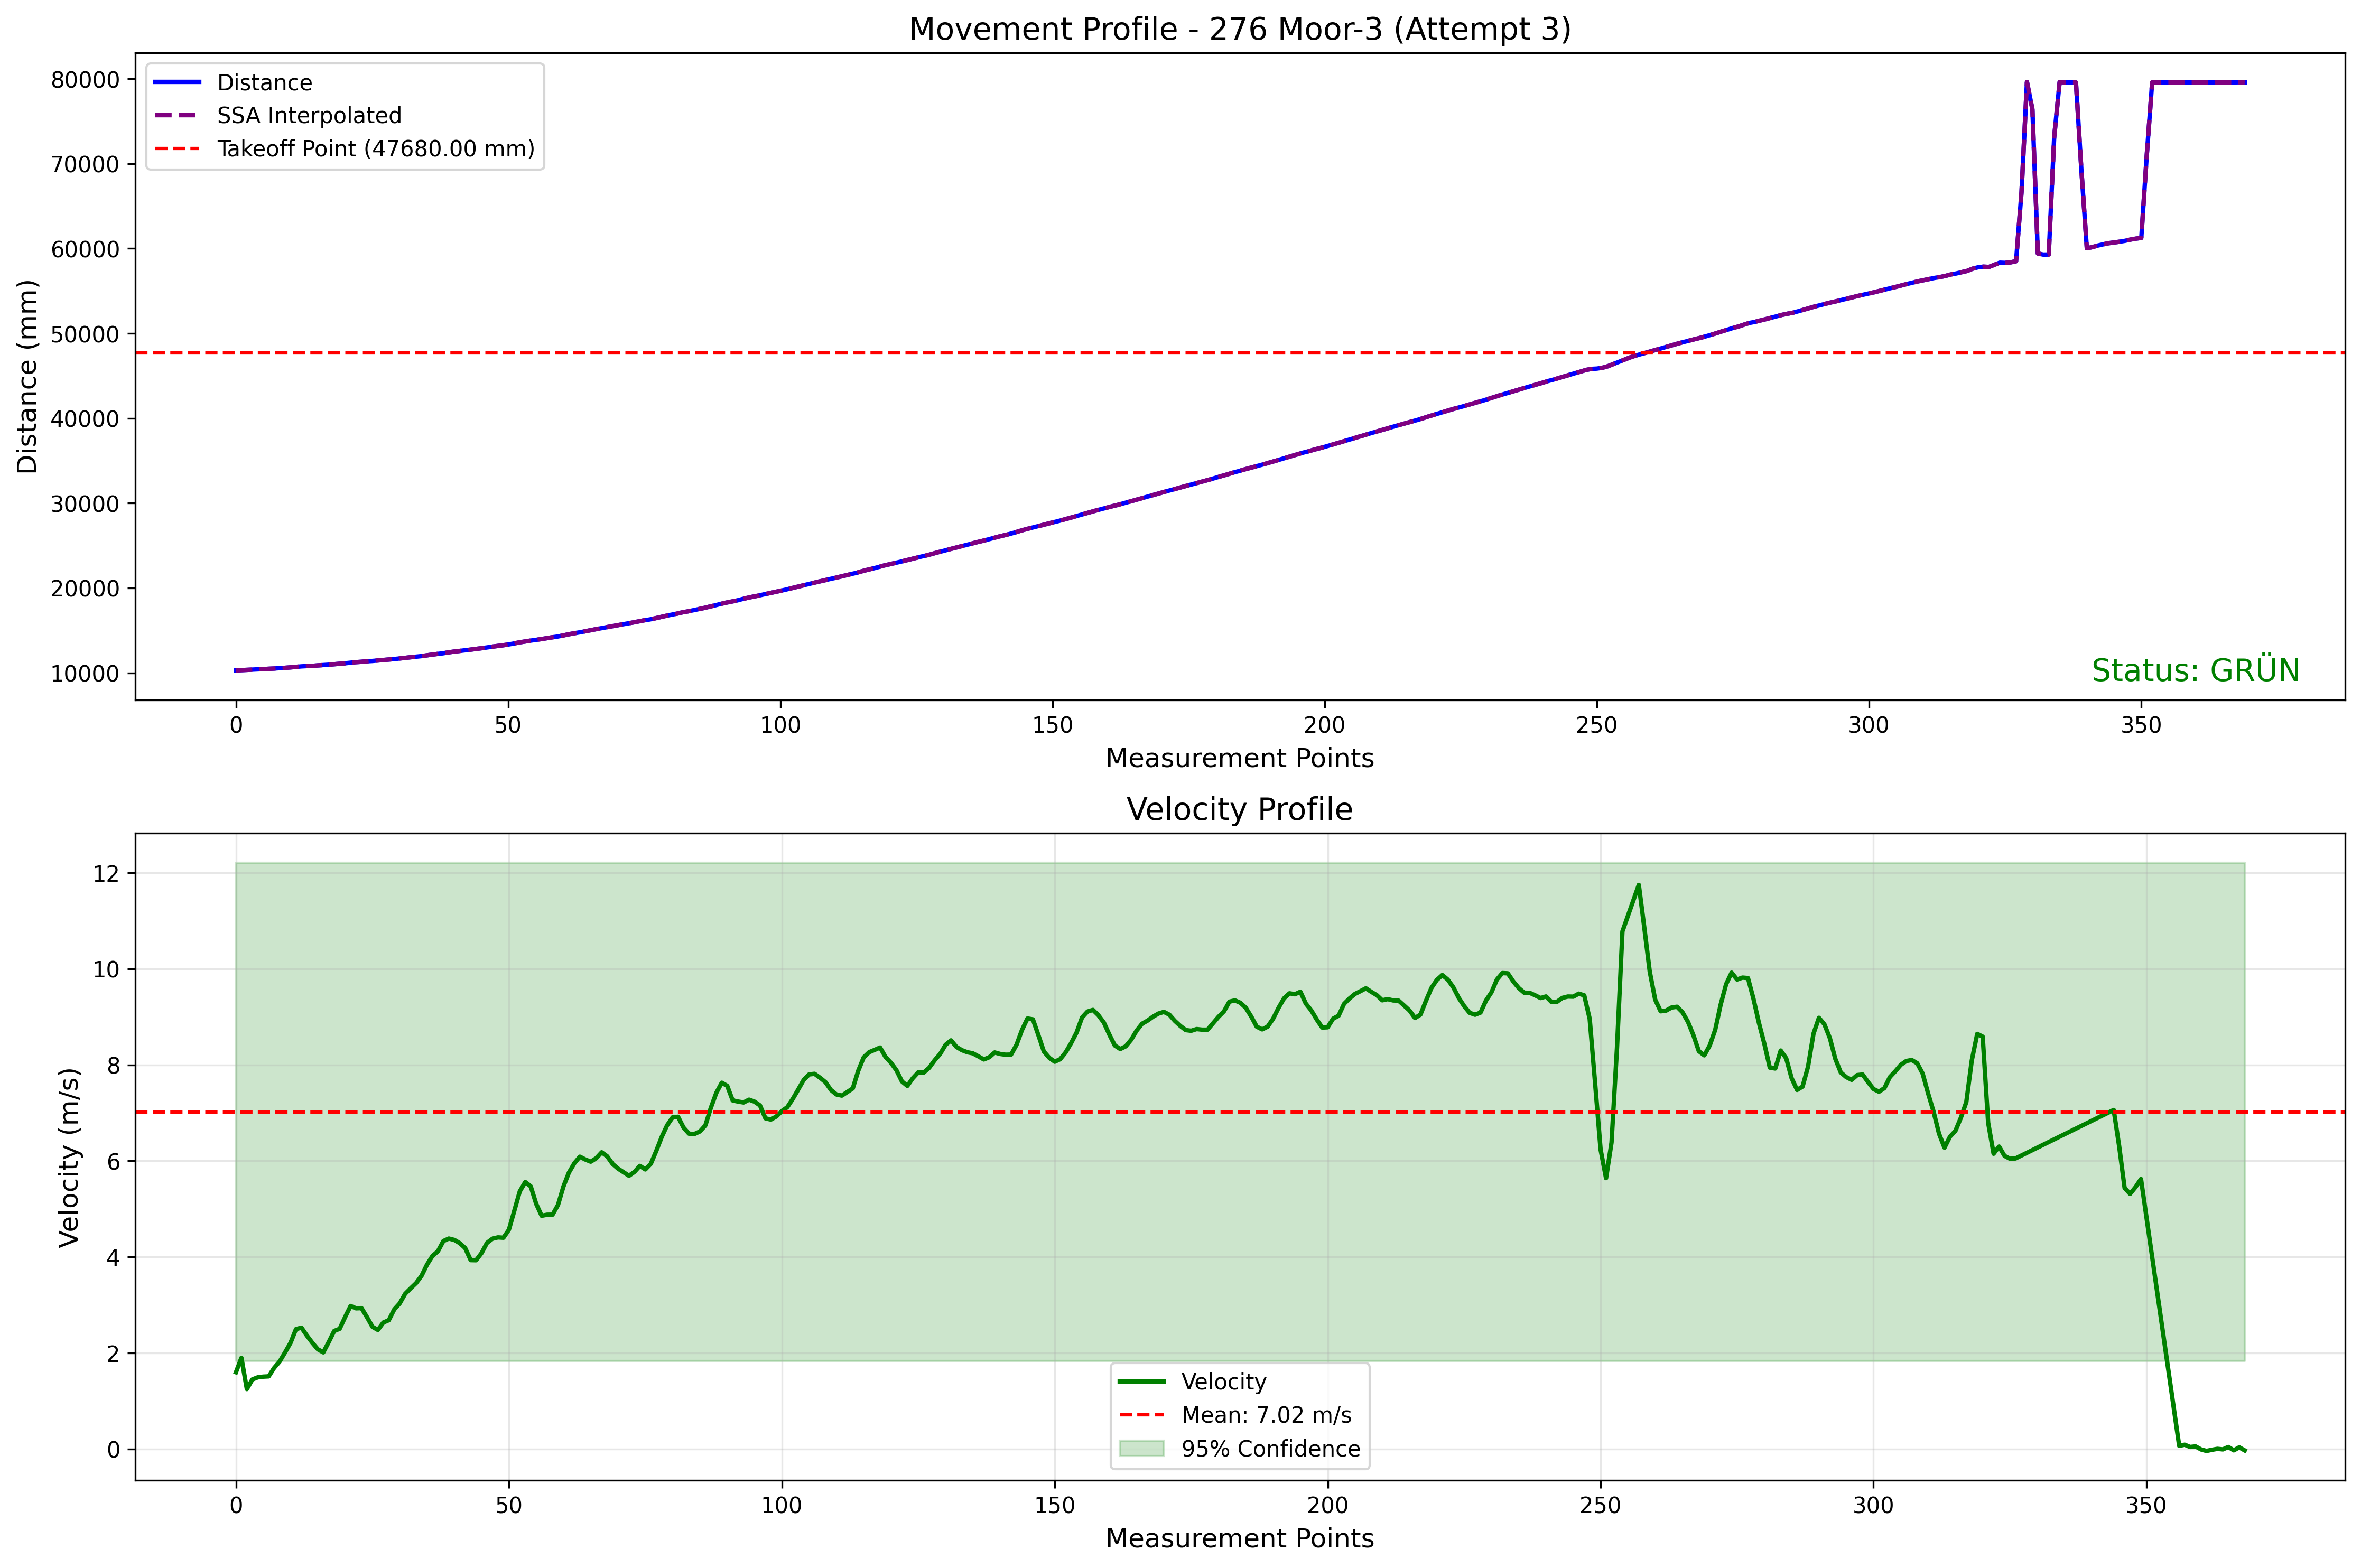 Movement Profile - 276 Moor-3 (Attempt 3)
Distance
SSA Interpolated
Takeoff Point (47680.00 mm)
Distance (mm)
80000
70000
60000
50000
40000
30000
20000
10000
Status: GRÜN
0 50 100 150 200 250 300 350
Measurement Points
Velocity Profile
Velocity (m/s)
12
10
8
6
4
2
0
Velocity
Mean: 7.02 m/s
95% Confidence
0 50 100 150 200 250 300 350
Measurement Points